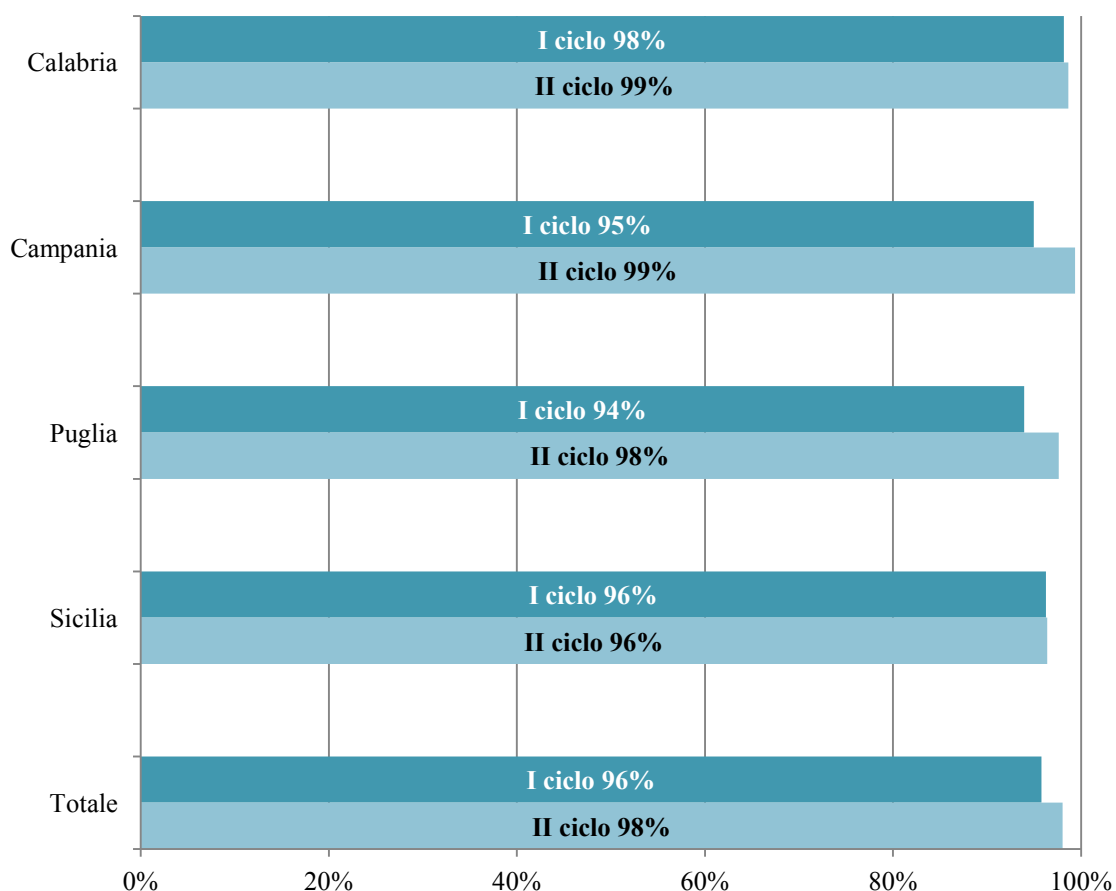 Calabria
I ciclo 98%
II ciclo 99%
Campania
I ciclo 95%
II ciclo 99%
Puglia
I ciclo 94%
II ciclo 98%
Sicilia
I ciclo 96%
II ciclo 96%
Totale
I ciclo 96%
II ciclo 98%
0% 20% 40% 60% 80% 100%